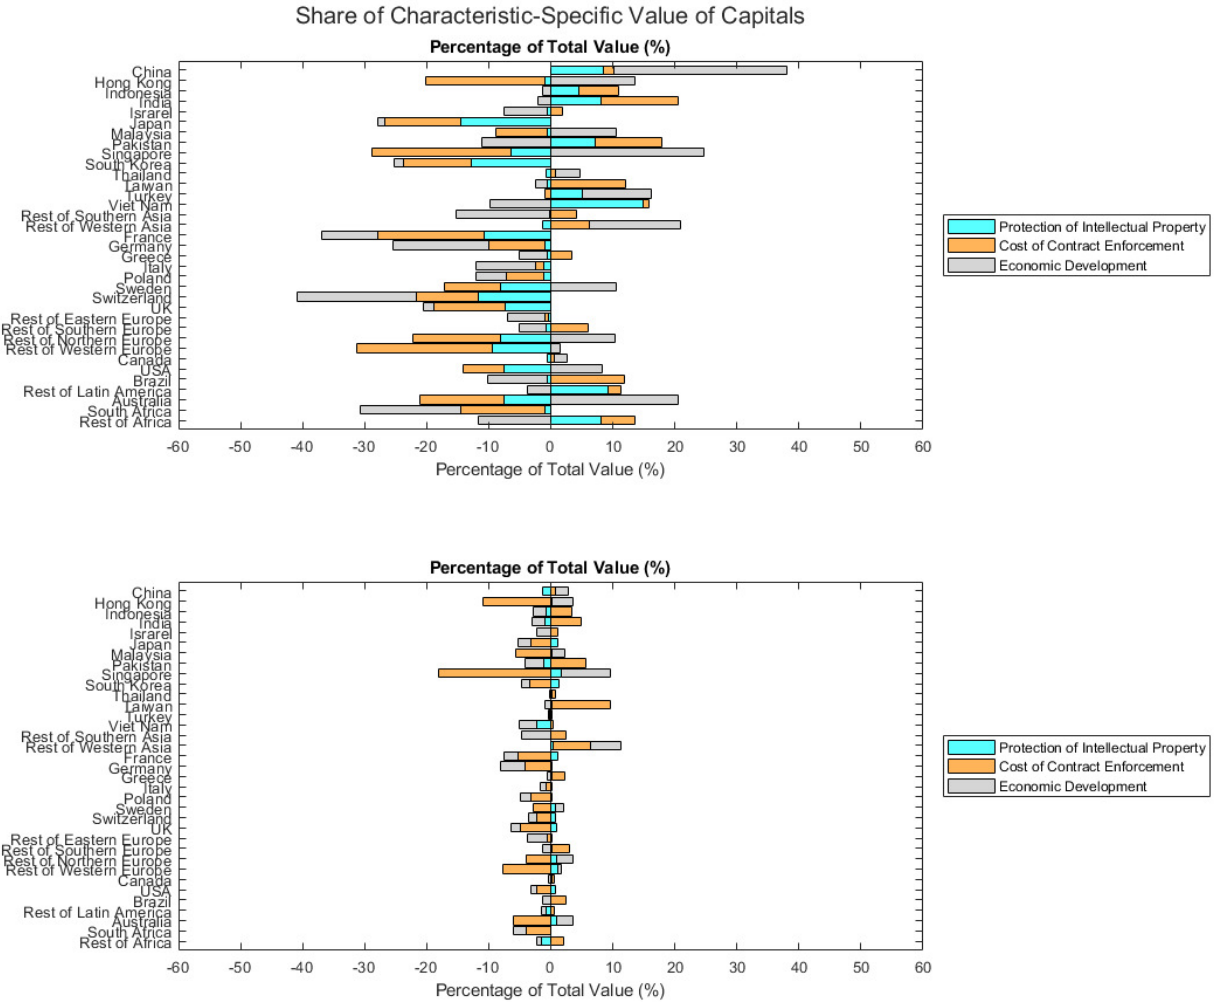 Share of Characteristic-Specific Value of Capitals
Percentage of Total Value (%)
China
Hong Kong
Indonesia
India
Israrel
Japan
Malaysia
Pakistan
Singapore
South Korea
Thailand
Taiwan
Turkey
Viet Nam
Rest of Southern Asia
Rest of Western Asia
France
Germany
Greece
Italy
Poland
Sweden
Switzerland
UK
Rest of Eastern Europe
Rest of Southern Europe
Rest of Northern Europe
Rest of Western Europe
Canada
USA
Brazil
Rest of Latin America
Australia
South Africa
Rest of Africa
-60 -50 -40 -30 -20 -10 0 10 20 30 40 50 60
Percentage of Total Value (%)
Protection of Intellectual Property
Cost of Contract Enforcement
Economic Development
Percentage of Total Value (%)
China
Hong Kong
Indonesia
India
Israrel
Japan
Malaysia
Pakistan
Singapore
South Korea
Thailand
Taiwan
Turkey
Viet Nam
Rest of Southern Asia
Rest of Western Asia
France
Germany
Greece
Italy
Poland
Sweden
Switzerland
UK
Rest of Eastern Europe
Rest of Southern Europe
Rest of Northern Europe
Rest of Western Europe
Canada
USA
Brazil
Rest of Latin America
Australia
South Africa
Rest of Africa
-60 -50 -40 -30 -20 -10 0 10 20 30 40 50 60
Percentage of Total Value (%)
Protection of Intellectual Property
Cost of Contract Enforcement
Economic Development